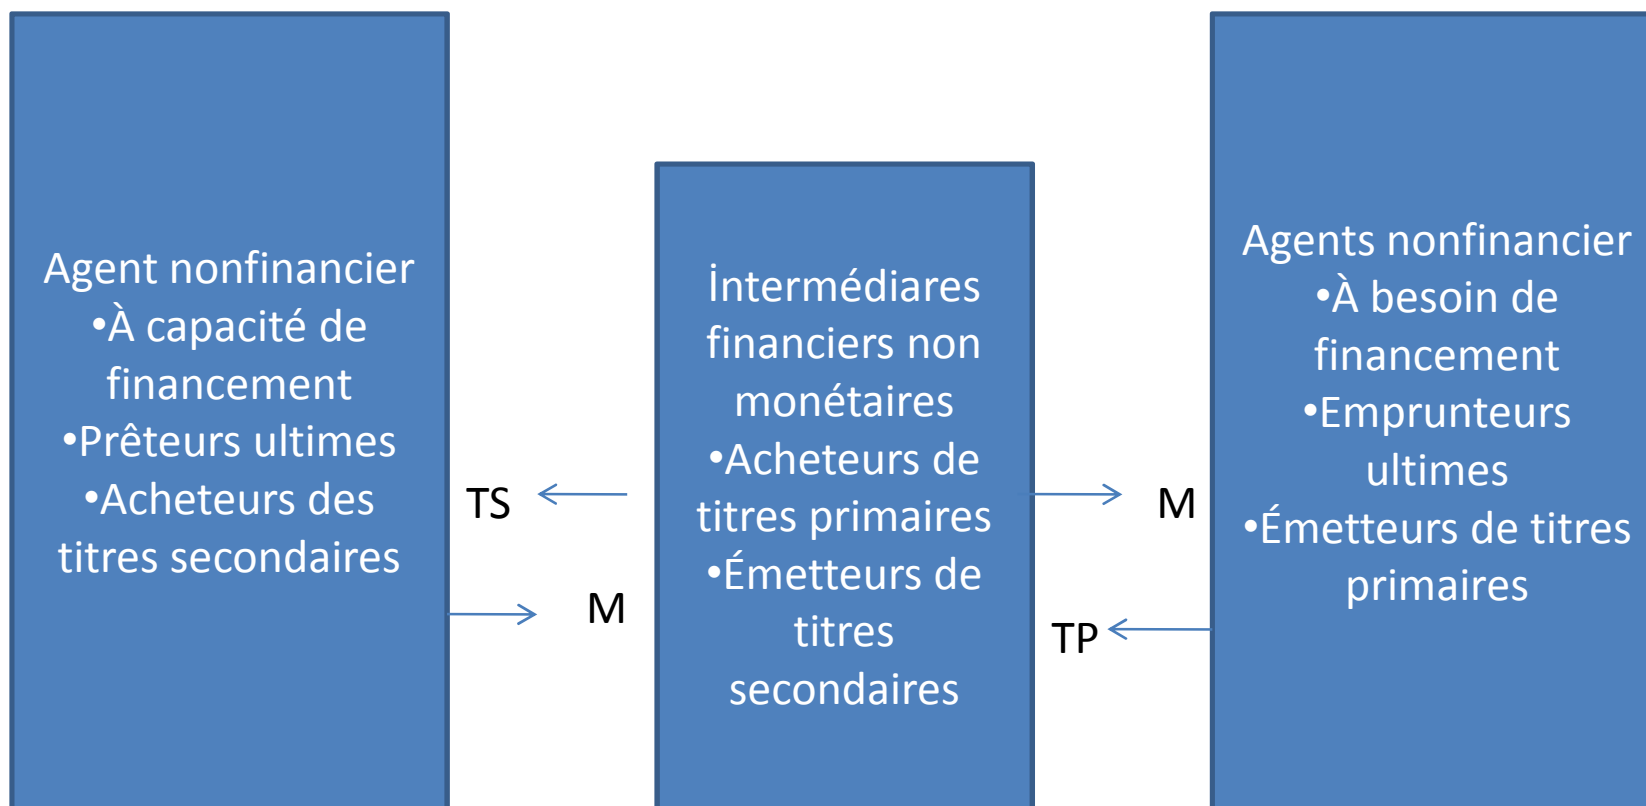 Agent nonfinancier
•À capacité de
financement
•Prêteurs ultimes
•Acheteurs des
titres secondaires
TS
M
İntermédiares
financiers non
monétaires
•Acheteurs de
titres primaires
•Émetteurs de
titres
secondaires
M
TP
Agents nonfinancier
•À besoin de
financement
•Emprunteurs
ultimes
•Émetteurs de titres
primaires